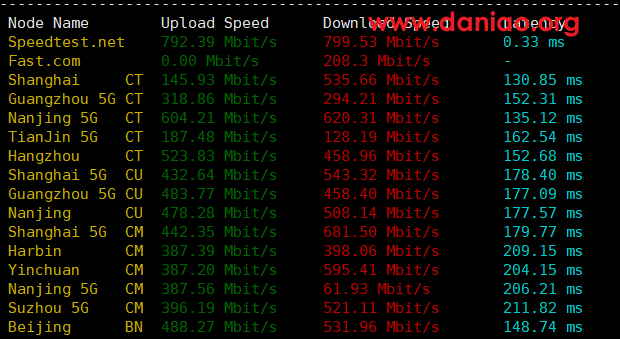 www.daniao.org
Node Name Upload Speed Download Speed Latency
Speedtest.net 792.39 Mbit/s 799.53 Mbit/s 0.33 ms
Fast.com 0.00 Mbit/s 208.3 Mbit/s -
Shanghai CT 145.93 Mbit/s 535.66 Mbit/s 130.85 ms
Guangzhou 5G CT 318.86 Mbit/s 294.21 Mbit/s 152.31 ms
Nanjing 5G CT 604.21 Mbit/s 620.31 Mbit/s 135.12 ms
TianJin 5G CT 187.48 Mbit/s 128.19 Mbit/s 162.54 ms
Hangzhou CT 523.83 Mbit/s 458.96 Mbit/s 152.68 ms
Shanghai 5G CU 432.64 Mbit/s 543.32 Mbit/s 178.40 ms
Guangzhou 5G CU 483.77 Mbit/s 458.40 Mbit/s 177.09 ms
Nanjing CU 478.28 Mbit/s 508.14 Mbit/s 177.57 ms
Shanghai 5G CM 442.35 Mbit/s 681.50 Mbit/s 179.77 ms
Harbin CM 387.39 Mbit/s 398.06 Mbit/s 209.15 ms
Yinchuan CM 387.20 Mbit/s 595.41 Mbit/s 204.15 ms
Nanjing 5G CM 387.56 Mbit/s 61.93 Mbit/s 206.21 ms
Suzhou 5G CM 396.19 Mbit/s 521.11 Mbit/s 211.82 ms
Beijing BN 488.27 Mbit/s 531.96 Mbit/s 148.74 ms